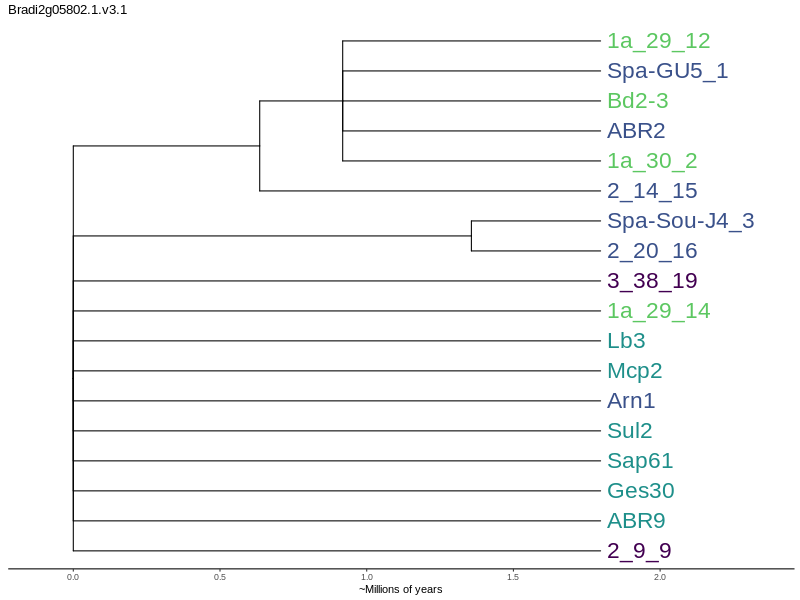 Bradi2g05802.1.v3.1
1a_29_12
Spa-GU5_1
Bd2-3
ABR2
1a_30_2
2_14_15
Spa-Sou-J4_3
2_20_16
3_38_19
1a_29_14
Lb3
Mcp2
Arn1
Sul2
Sap61
Ges30
ABR9
2_9_9
0.0 0.5 1.0 1.5 2.0
~Millions of years